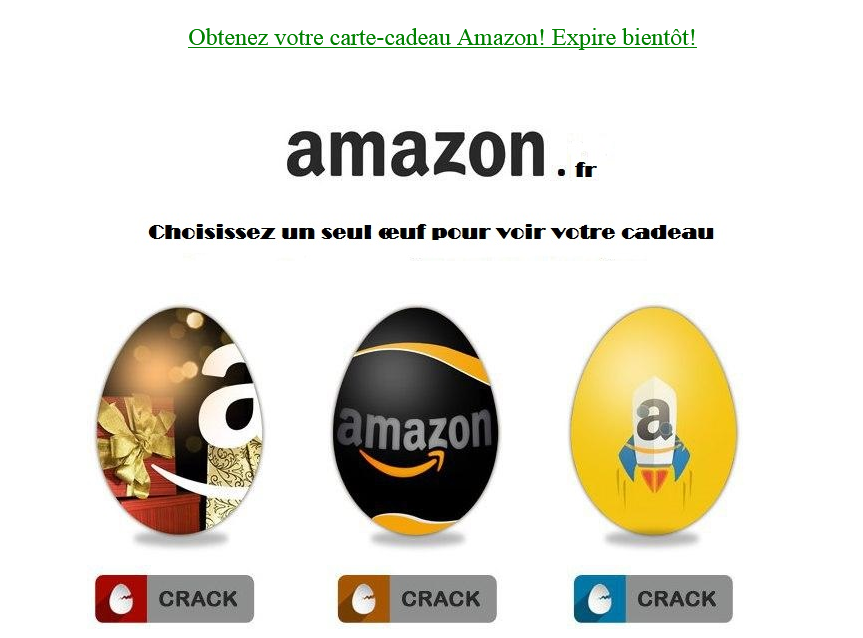 Obtenez votre carte-cadeau Amazon! Expire bientôt!
amazon.fr
Choisissez un seul œuf pour voir votre cadeau
a
amazon
a
CRACK
CRACK
CRACK